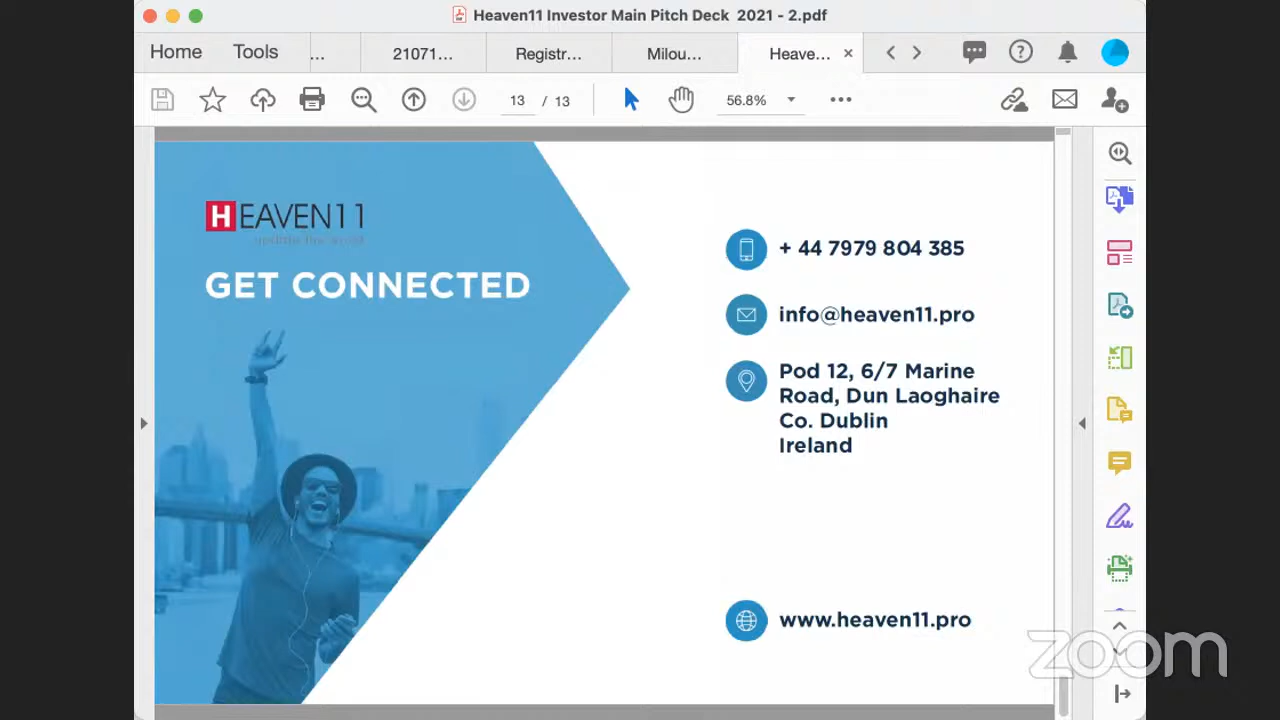 Heaven11 Investor Main Pitch Deck 2021 - 2.pdf
Home Tools ... 21071... Registr... Milou... Heave... ×
13 / 13 56.8%
HEAVEN11
GET CONNECTED
+ 44 7979 804 385
info@heaven11.pro
Pod 12, 6/7 Marine
Road, Dun Laoghaire
Co. Dublin
Ireland
www.heaven11.pro
zoom